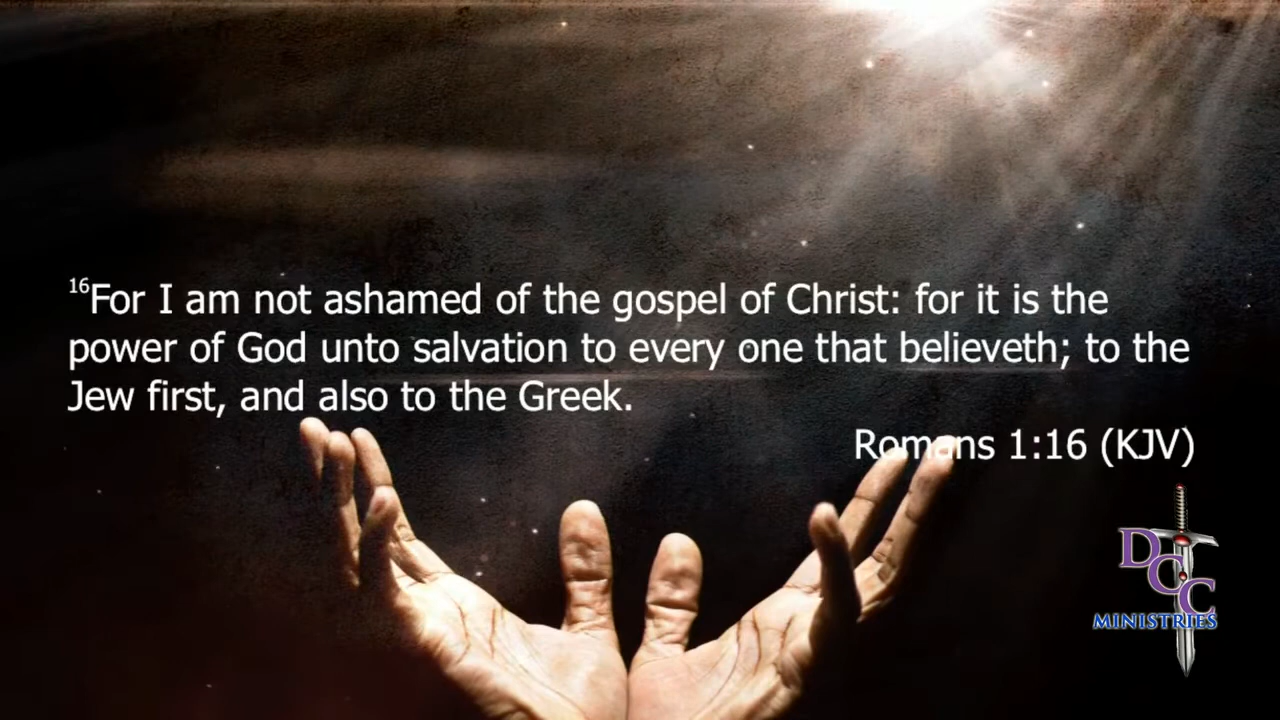 16For I am not ashamed of the gospel of Christ: for it is the
power of God unto salvation to every one that believeth; to the
Jew first, and also to the Greek.
Romans 1:16 (KJV)
DCC
MINISTRIES